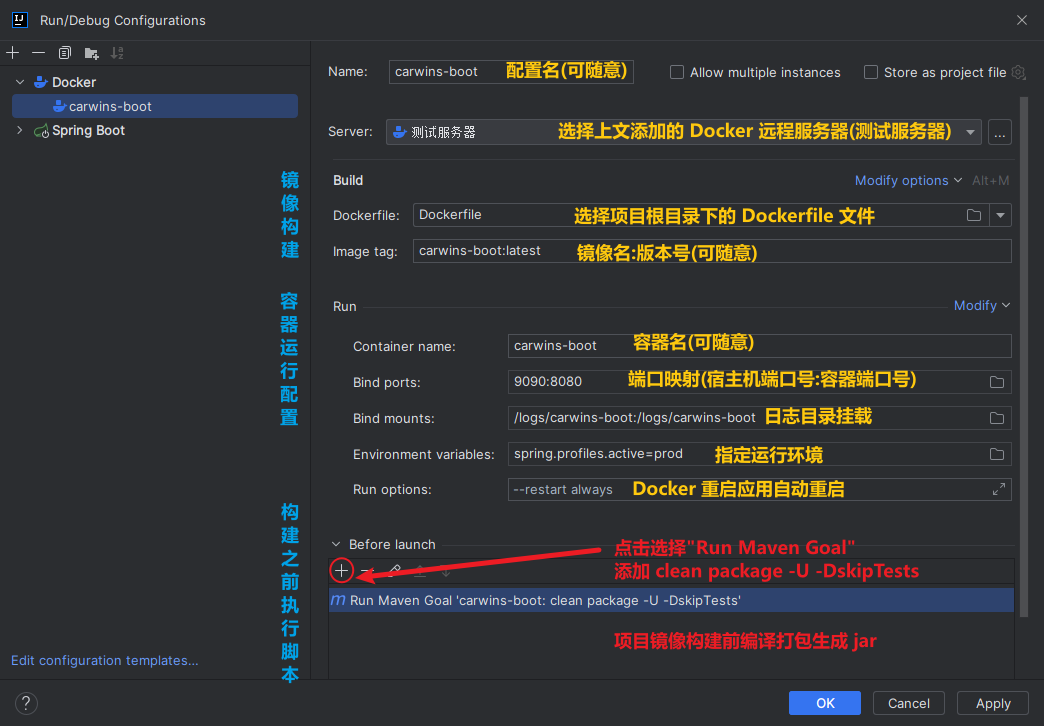 Run/Debug Configurations
Docker
carwins-boot
Spring Boot
Name: carwins-boot 配置名(可随意) Allow multiple instances Store as project file
Server: 测试服务器 选择上文添加的 Docker 远程服务器(测试服务器) ...
镜像构建
Build Modify options Alt+M
Dockerfile: Dockerfile 选择项目根目录下的 Dockerfile 文件
Image tag: carwins-boot:latest 镜像名:版本号(可随意)
容器运行配置
Run Modify
Container name: carwins-boot 容器名(可随意)
Bind ports: 9090:8080 端口映射(宿主机端口号:容器端口号)
Bind mounts: /logs/carwins-boot:/logs/carwins-boot 日志目录挂载
Environment variables: spring.profiles.active=prod 指定运行环境
Run options: --restart always Docker 重启应用自动重启
构建之前执行脚本
Before launch
点击选择"Run Maven Goal"
添加 clean package -U -DskipTests
m Run Maven Goal 'carwins-boot: clean package -U -DskipTests'
项目镜像构建前编译打包生成 jar
Edit configuration templates...
? OK Cancel Apply